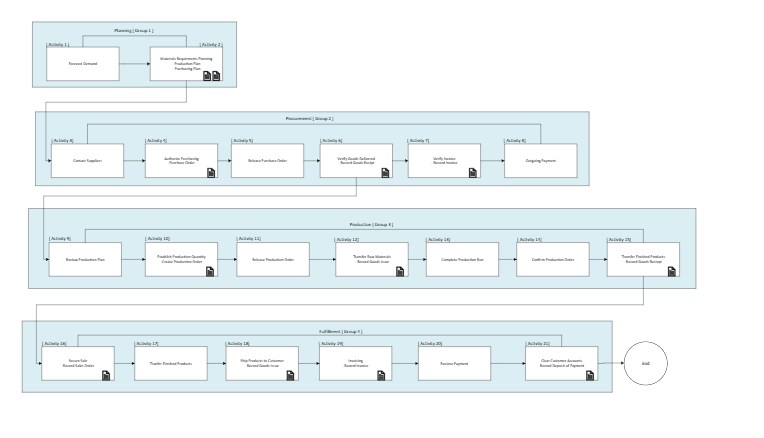 Planning [ Group 1 ]
[ Activity 1 ]
[ Activity 2 ]
Forecast Demand
Materials Requirements Planning
- Production Plan
- Purchasing Plan
Procurement [ Group 2 ]
[ Activity 3]
[ Activity 4]
[ Activity 5]
[ Activity 6]
[ Activity 7]
[ Activity 8]
Contact Suppliers
Authorize Purchasing
- Purchase Order
Release Purchase Order
Verify Goods Delivered
- Record Goods Receipt
Verify Invoice
- Record Invoice
Outgoing Payment
Production [ Group 3 ]
[ Activity 9]
[ Activity 10]
[ Activity 11]
[ Activity 12]
[ Activity 13]
[ Activity 14]
[ Activity 15]
Review Production Plan
Establish Production Quantity
- Create Production Order
Release Production Order
Transfer Raw Materials
- Record Goods Issue
Complete Production Run
Confirm Production Order
Transfer Finished Products
- Record Goods Receipt
Fulfillment [ Group 4 ]
[ Activity 16]
[ Activity 17]
[ Activity 18]
[ Activity 19]
[ Activity 20]
[ Activity 21]
Secure Sale
- Record Sales Order
Transfer Finished Products
Ship Products to Customer
- Record Goods Issue
Invoicing
- Record Invoice
Receive Payment
Clear Customer Accounts
- Record Deposit of Payment
End